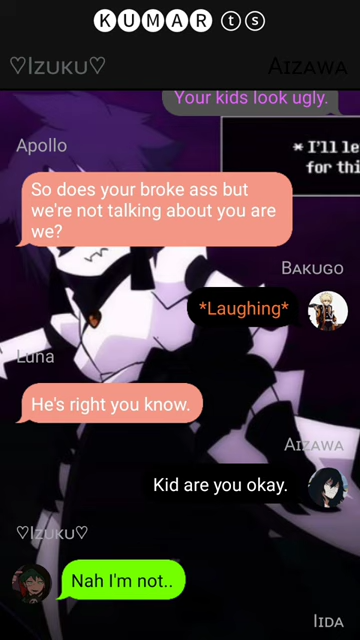 KUMAR ts
♡Izuku♡
Aizawa
Your kids look ugly.
* I'll le
for thi
Apollo
So does your broke ass but
we're not talking about you are
we?
Bakugo
*Laughing*
Luna
He's right you know.
Aizawa
Kid are you okay.
♡Izuku♡
Nah I'm not..
Iida